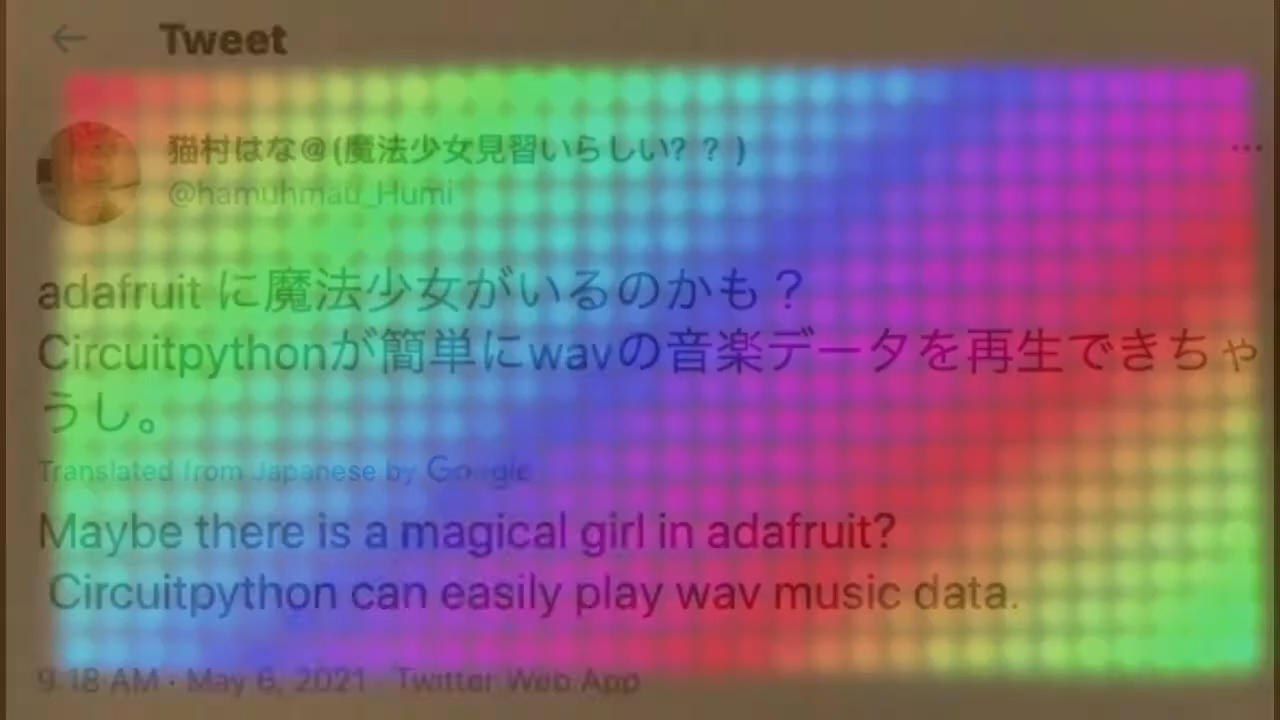 Tweet
猫村はな@(魔法少女見習いらしい? ? )
@hamuhmau_Humi
adafruit に魔法少女がいるのかも？
Circuitpythonが簡単にwavの音楽データを再生できちゃ
うし。
Translated from Japanese by Google
Maybe there is a magical girl in adafruit?
Circuitpython can easily play wav music data.
9:18 AM · May 6, 2021 · Twitter Web App